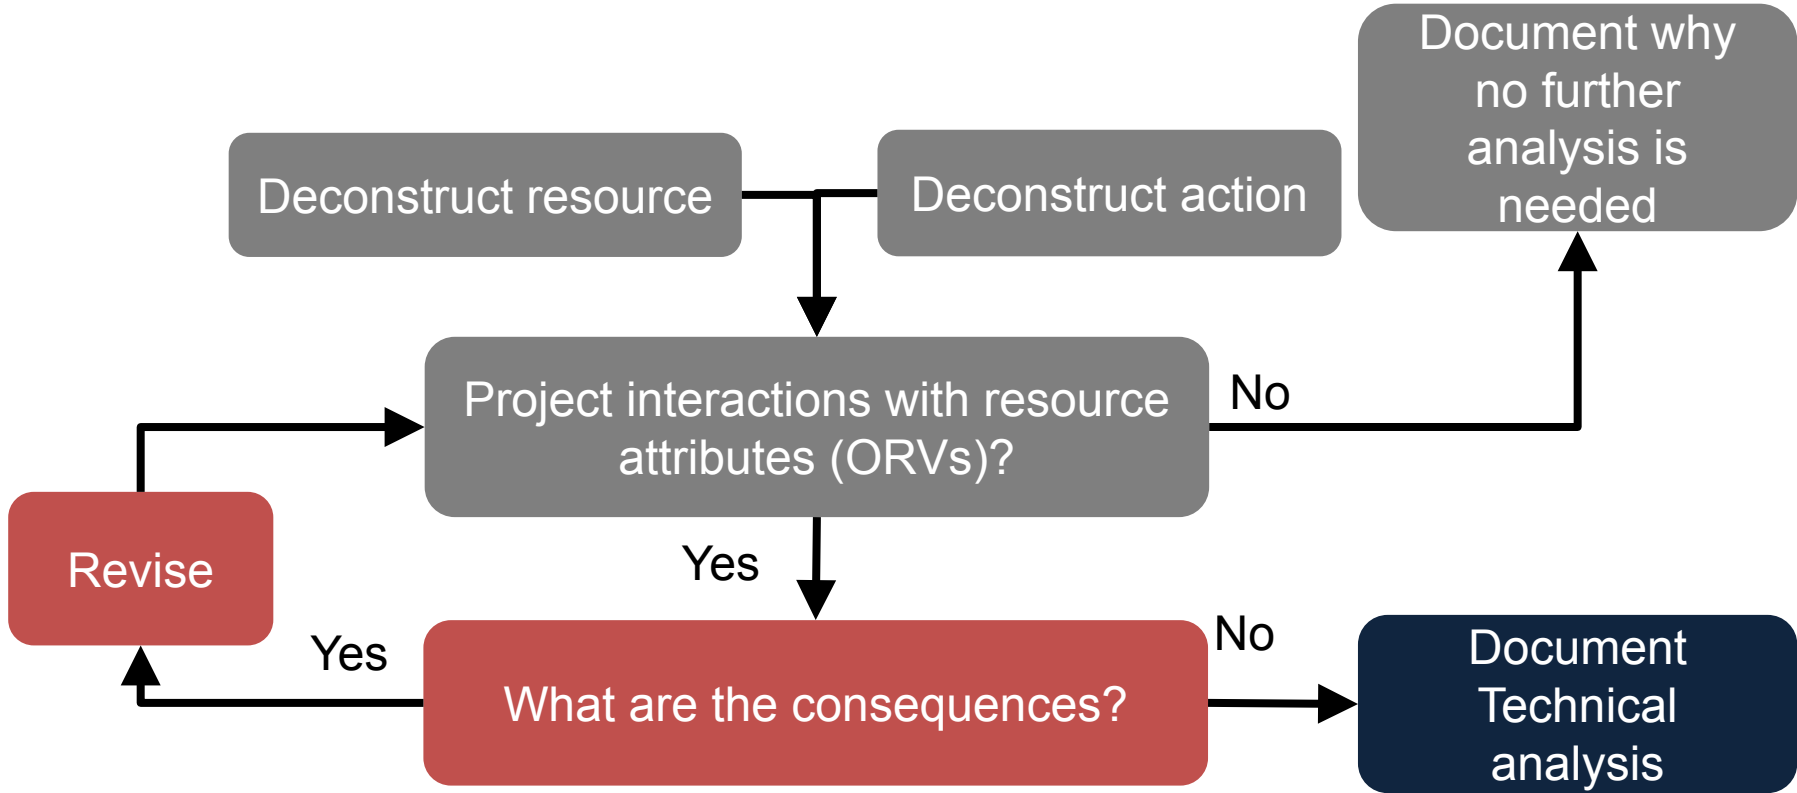 Document why
no further
analysis is
needed
Deconstruct resource
Deconstruct action
Project interactions with resource
attributes (ORVs)?
No
Yes
Revise
Yes
What are the consequences?
No
Document
Technical
analysis